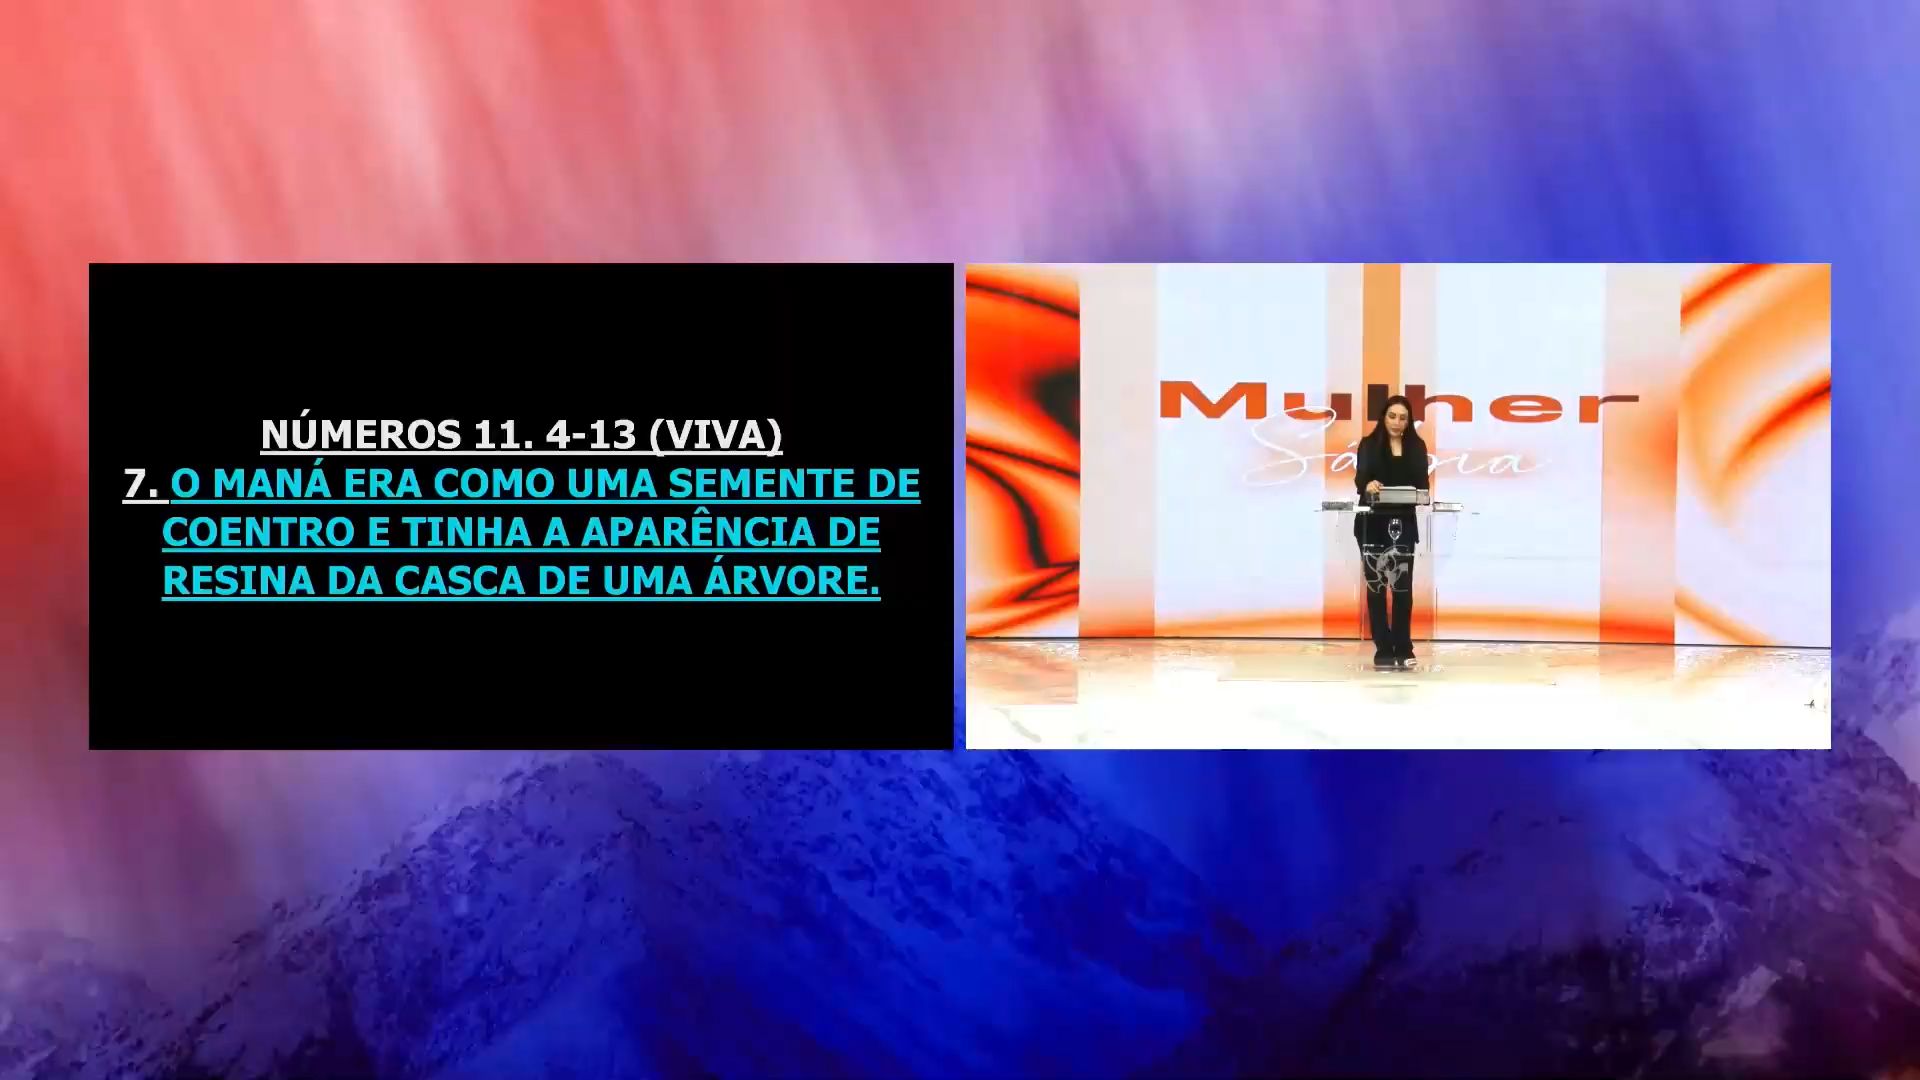 NÚMEROS 11. 4-13 (VIVA)
7. O MANÁ ERA COMO UMA SEMENTE DE
COENTRO E TINHA A APARÊNCIA DE
RESINA DA CASCA DE UMA ÁRVORE.
Mulher
Sábia